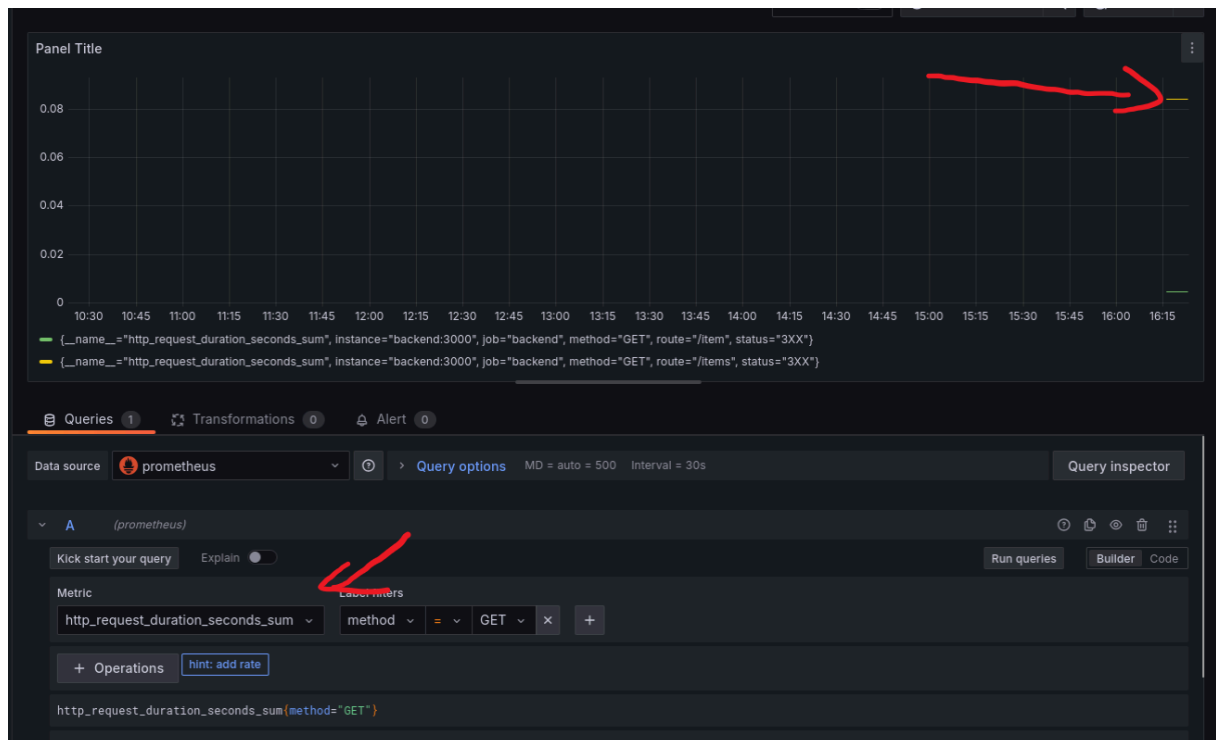 Panel Title
0.08
0.06
0.04
0.02
0
10:30 10:45 11:00 11:15 11:30 11:45 12:00 12:15 12:30 12:45 13:00 13:15 13:30 13:45 14:00 14:15 14:30 14:45 15:00 15:15 15:30 15:45 16:00 16:15
{__name__="http_request_duration_seconds_sum", instance="backend:3000", job="backend", method="GET", route="/item", status="3XX"}
{__name__="http_request_duration_seconds_sum", instance="backend:3000", job="backend", method="GET", route="/items", status="3XX"}
Queries 1 Transformations 0 Alert 0
Data source prometheus Query options MD = auto = 500 Interval = 30s Query inspector
A (prometheus)
Kick start your query Explain Run queries Builder Code
Metric Label filters
http_request_duration_seconds_sum method = GET
+ Operations hint: add rate
http_request_duration_seconds_sum{method="GET"}